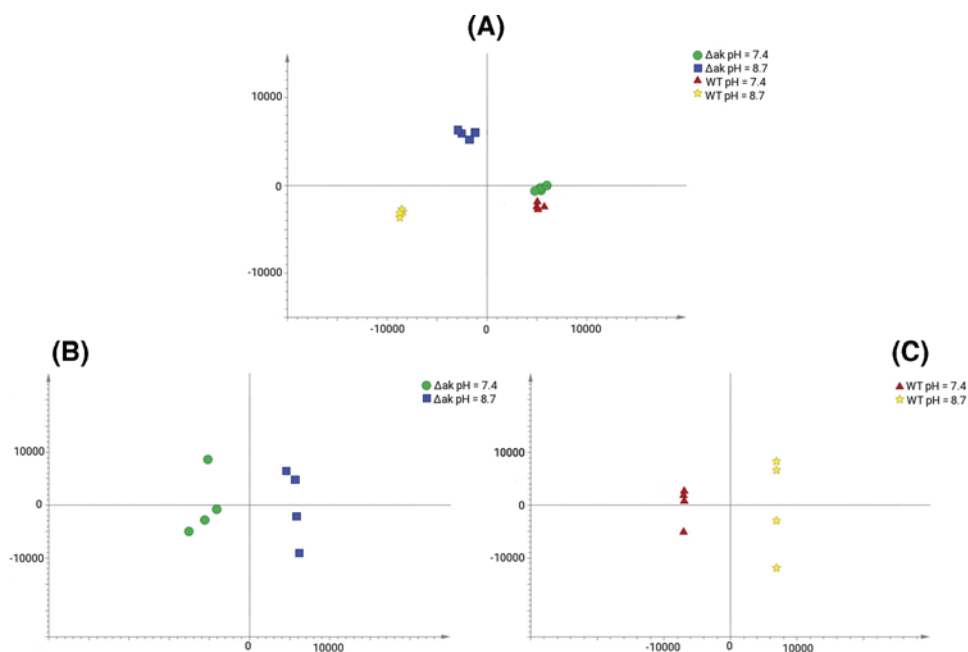 (A)
Δak pH = 7.4
Δak pH = 8.7
WT pH = 7.4
WT pH = 8.7
10000
0
-10000
-10000 0 10000
(B) (C)
Δak pH = 7.4
Δak pH = 8.7
10000
0
-10000
0 10000
WT pH = 7.4
WT pH = 8.7
10000
0
-10000
-10000 0 10000